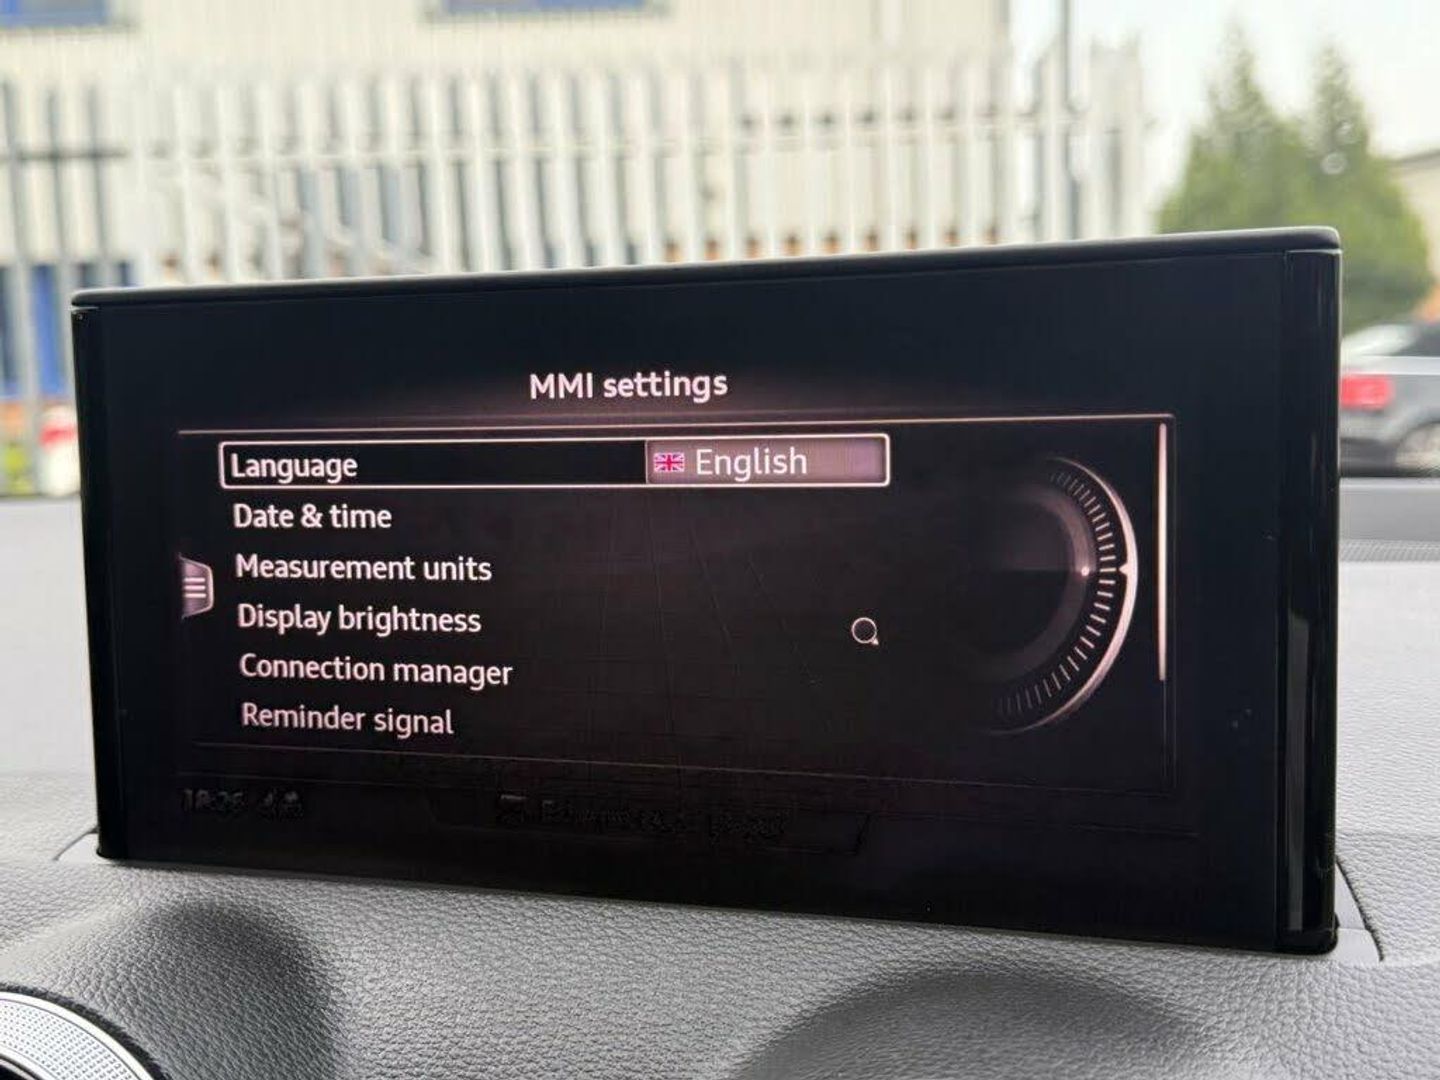 MMI settings
Language English
Date & time
Measurement units
Display brightness
Connection manager
Reminder signal